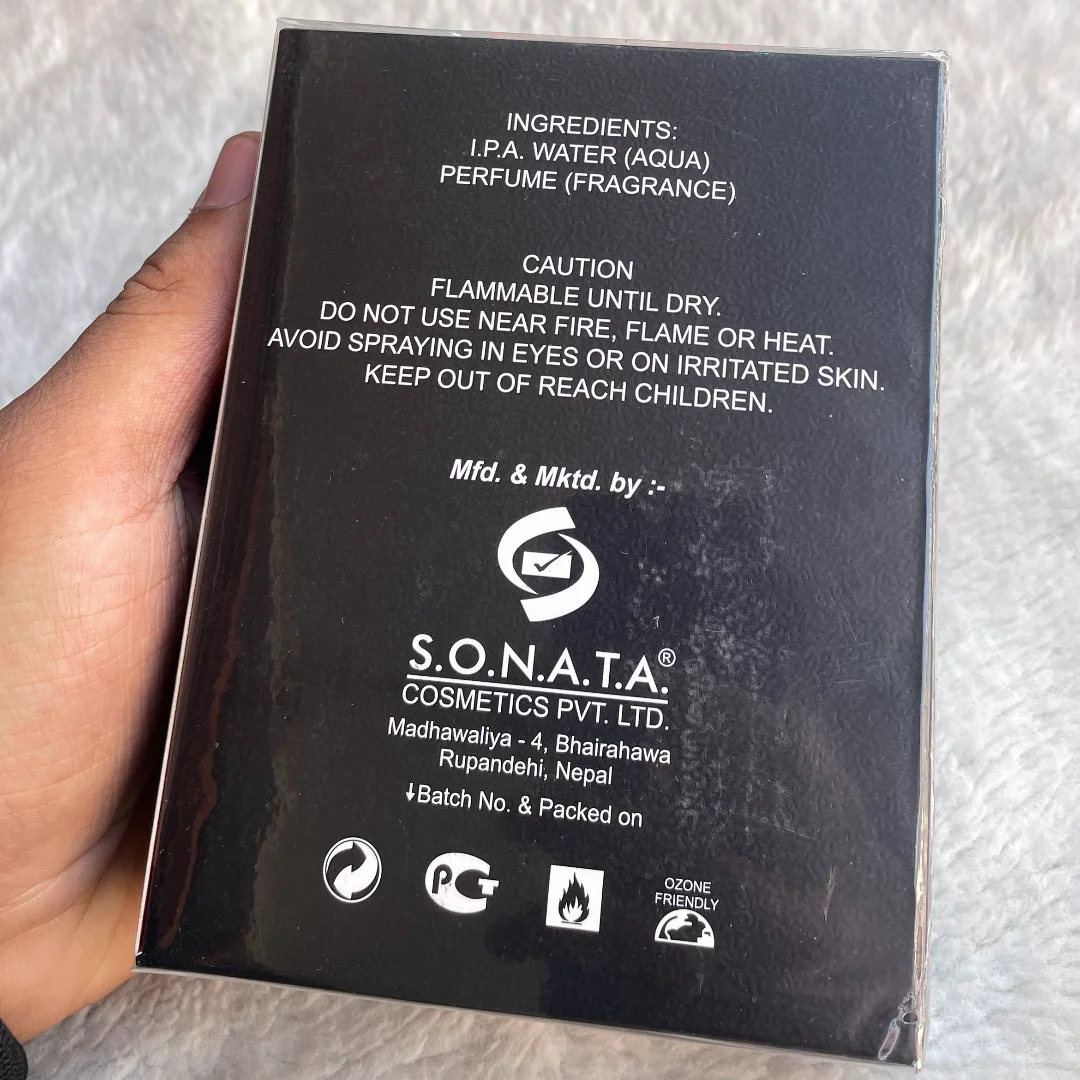 INGREDIENTS:
I.P.A. WATER (AQUA)
PERFUME (FRAGRANCE)
CAUTION
FLAMMABLE UNTIL DRY.
DO NOT USE NEAR FIRE, FLAME OR HEAT.
AVOID SPRAYING IN EYES OR ON IRRITATED SKIN.
KEEP OUT OF REACH CHILDREN.
Mfd. & Mktd. by :-
S.O.N.A.T.A.®
COSMETICS PVT. LTD.
Madhawaliya - 4, Bhairahawa
Rupandehi, Nepal
↓Batch No. & Packed on
PCT
OZONE
FRIENDLY